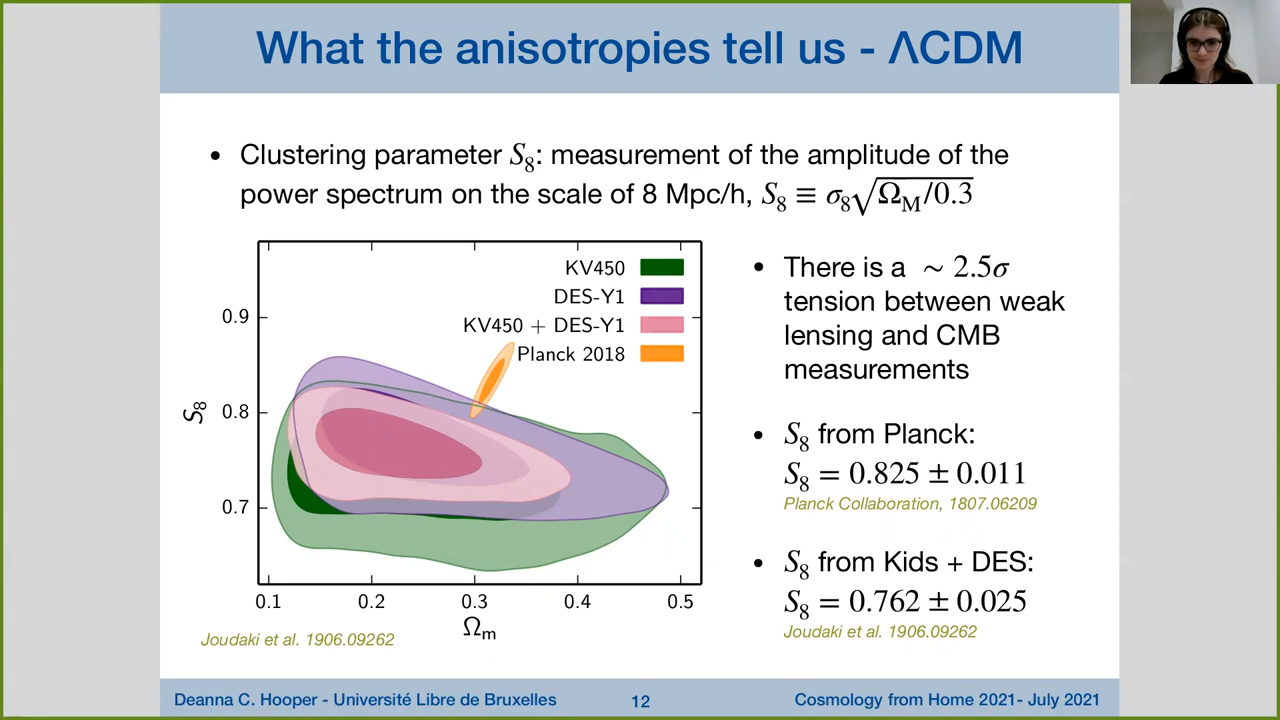 What the anisotropies tell us - ΛCDM
• Clustering parameter S₈: measurement of the amplitude of the
power spectrum on the scale of 8 Mpc/h, S₈ ≡ σ₈√(Ω_M/0.3)
KV450
DES-Y1
KV450 + DES-Y1
Planck 2018
0.9
0.8
0.7
S₈
0.1 0.2 0.3 0.4 0.5
Ω_m
Joudaki et al. 1906.09262
• There is a ~ 2.5σ
tension between weak
lensing and CMB
measurements
• S₈ from Planck:
S₈ = 0.825 ± 0.011
Planck Collaboration, 1807.06209
• S₈ from Kids + DES:
S₈ = 0.762 ± 0.025
Joudaki et al. 1906.09262
Deanna C. Hooper - Université Libre de Bruxelles
12
Cosmology from Home 2021- July 2021